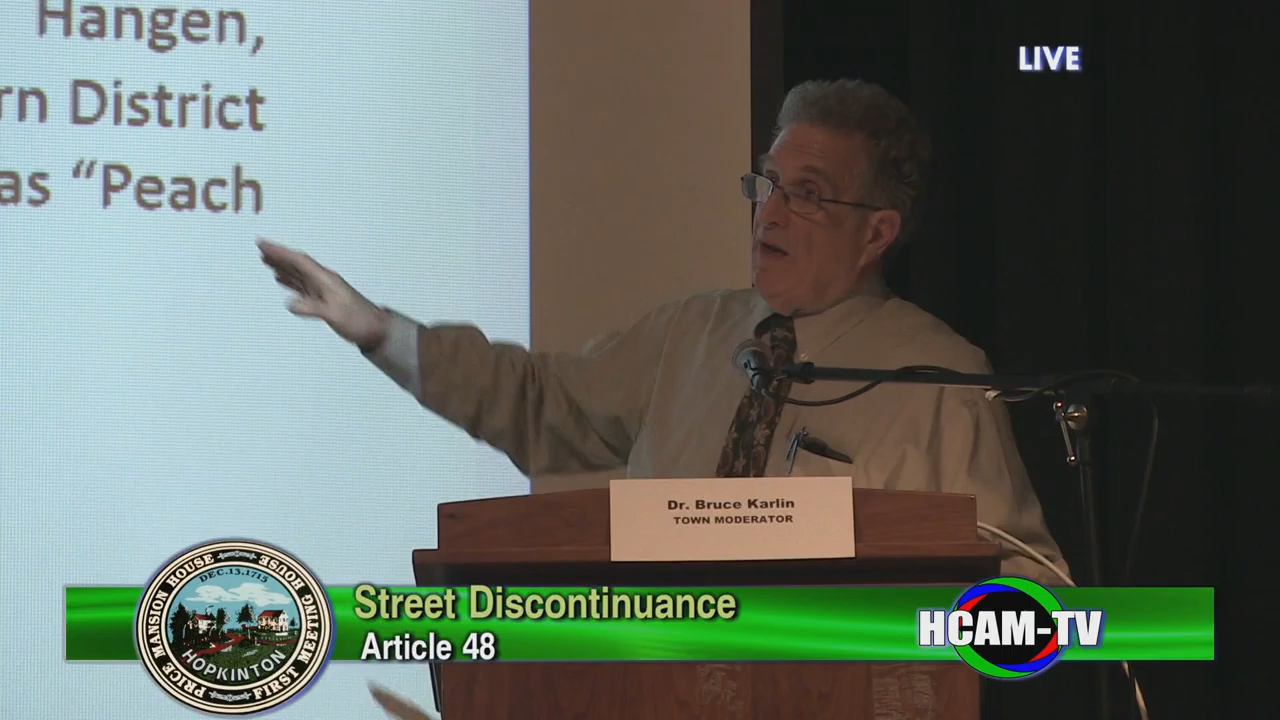 Hangen,
rn District
as “Peach
LIVE
Dr. Bruce Karlin
TOWN MODERATOR
PRICE MANSION HOUSE HOUSE FIRST MEETING
DEC.13.1715
HOPKINTON
Street Discontinuance
Article 48
HCAM-TV